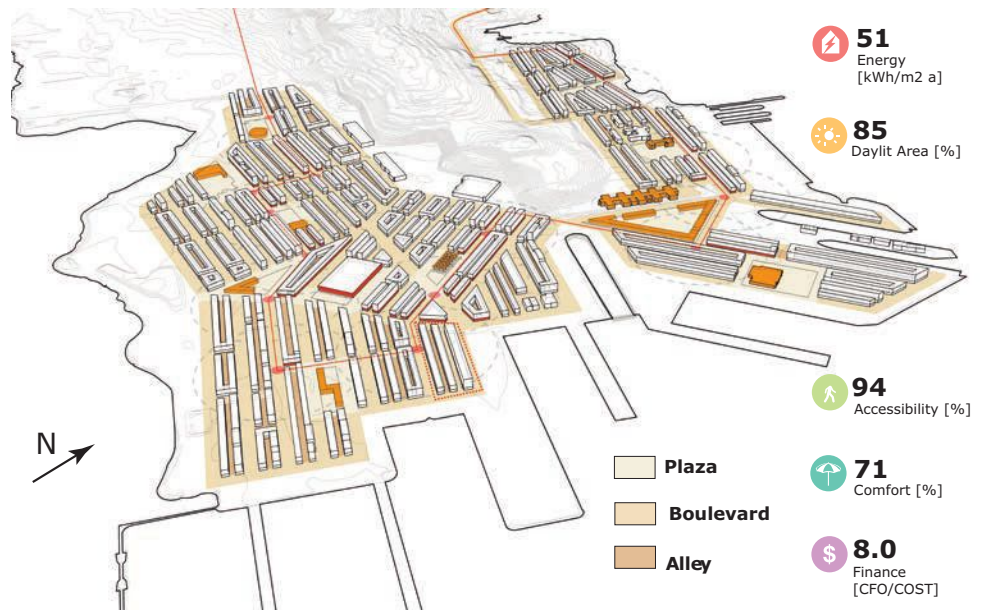 51
Energy
[kWh/m2 a]
85
Daylit Area [%]
94
Accessibility [%]
N
Plaza
71
Comfort [%]
Boulevard
Alley
$
8.0
Finance
[CFO/COST]